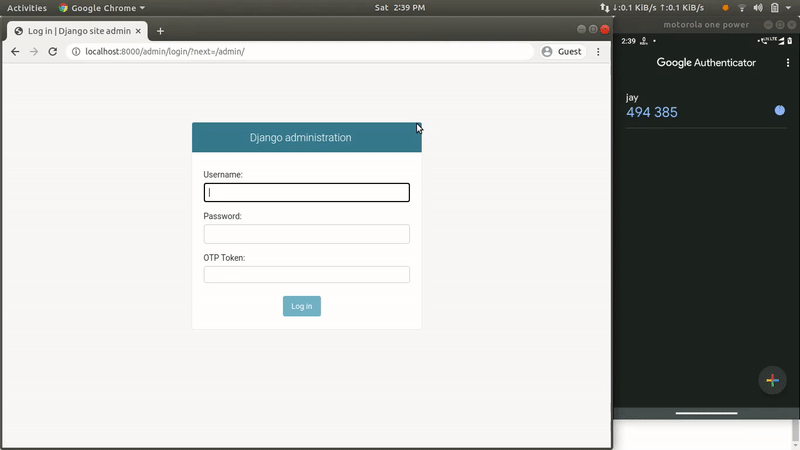 Activities Google Chrome Sat 2:39 PM ↓:0.1 KiB/s ↑:0.1 KiB/s
Log in | Django site admin
motorola one power
localhost:8000/admin/login/?next=/admin/ Guest
2:39
Google Authenticator
jay
494 385
Django administration
Username:
Password:
OTP Token:
Log in